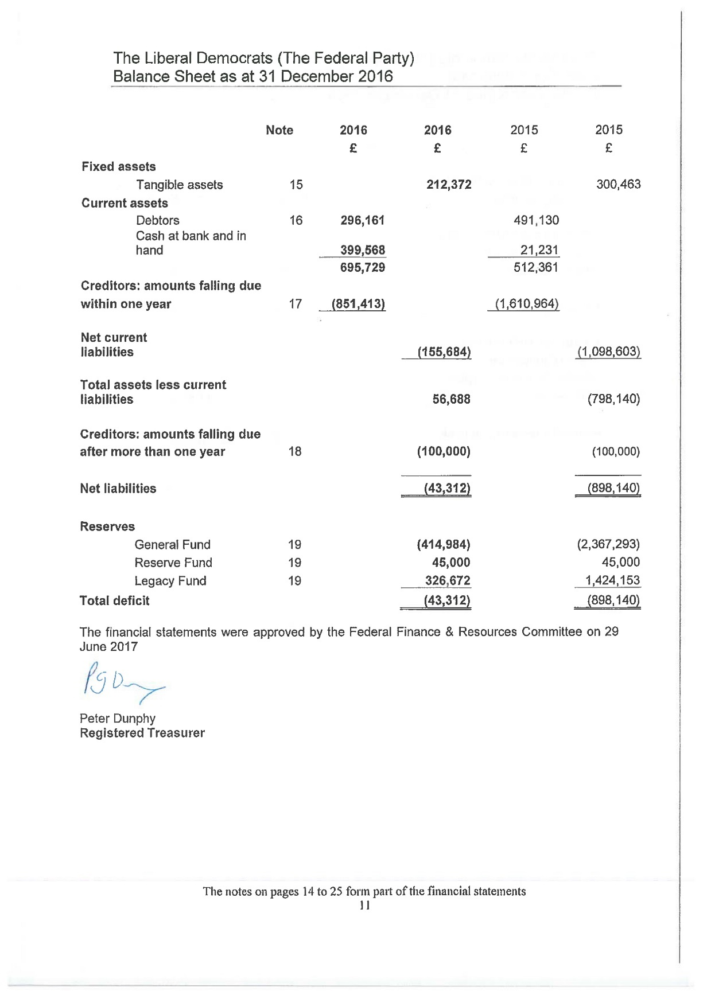 The Liberal Democrats (The Federal Party)
Balance Sheet as at 31 December 2016
Note 2016 2016 2015 2015
£ £ £ £
Fixed assets
Tangible assets 15 212,372 300,463
Current assets
Debtors 16 296,161 491,130
Cash at bank and in
hand 399,568 21,231
695,729 512,361
Creditors: amounts falling due
within one year 17 (851,413) (1,610,964)
Net current
liabilities (155,684) (1,098,603)
Total assets less current
liabilities 56,688 (798,140)
Creditors: amounts falling due
after more than one year 18 (100,000) (100,000)
Net liabilities (43,312) (898,140)
Reserves
General Fund 19 (414,984) (2,367,293)
Reserve Fund 19 45,000 45,000
Legacy Fund 19 326,672 1,424,153
Total deficit (43,312) (898,140)
The financial statements were approved by the Federal Finance & Resources Committee on 29
June 2017
Peter Dunphy
Registered Treasurer
The notes on pages 14 to 25 form part of the financial statements
11